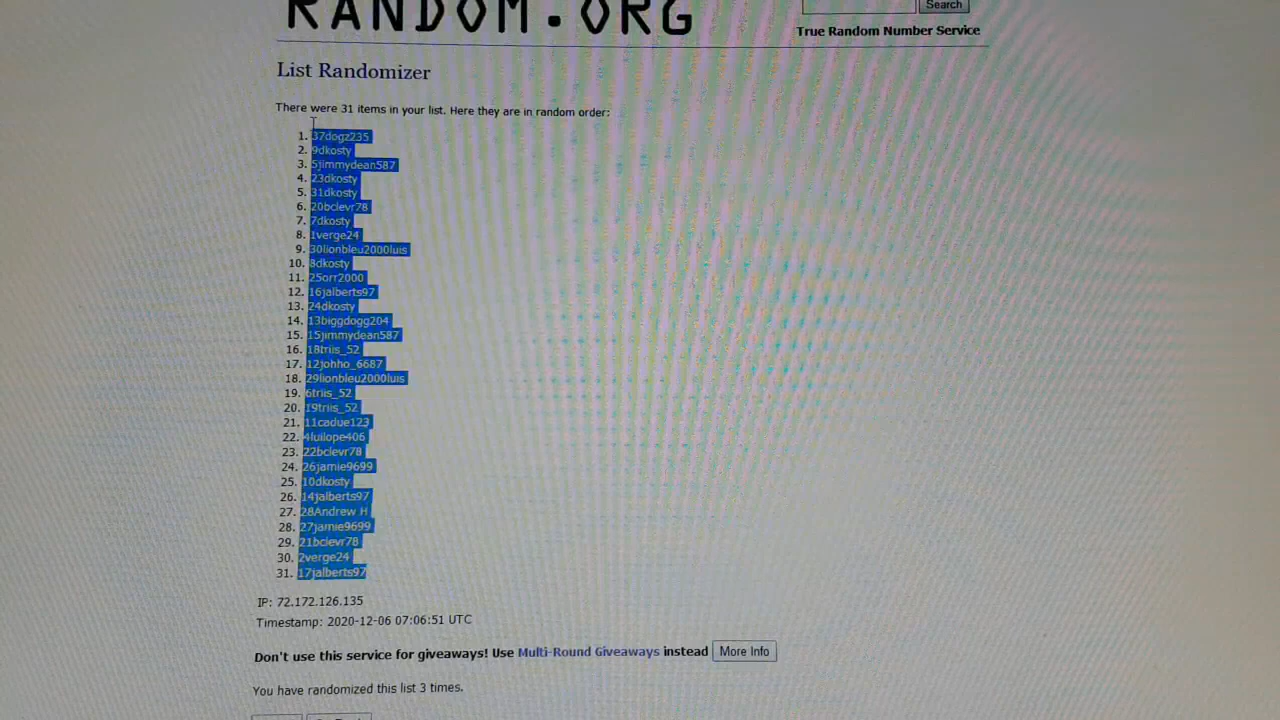 RANDOM.ORG
Search
True Random Number Service
List Randomizer
There were 31 items in your list. Here they are in random order:
1. 37dogz235
2. 9dkosty
3. 5jimmydean587
4. 23dkosty
5. 31dkosty
6. 20bclevr78
7. 7dkosty
8. 1verge24
9. 30lionbleu2000luis
10. 8dkosty
11. 25orr2000
12. 16jalberts97
13. 24dkosty
14. 13biggdogg204
15. 15jimmydean587
16. 18triis_52
17. 12johho_6687
18. 29lionbleu2000luis
19. 6triis_52
20. 19triis_52
21. 11cadue123
22. 4luilope406
23. 22bclevr78
24. 26jamie9699
25. 10dkosty
26. 14jalberts97
27. 28Andrew H
28. 27jamie9699
29. 21bclevr78
30. 2verge24
31. 17jalberts97
IP: 72.172.126.135
Timestamp: 2020-12-06 07:06:51 UTC
Don't use this service for giveaways! Use Multi-Round Giveaways instead More Info
You have randomized this list 3 times.